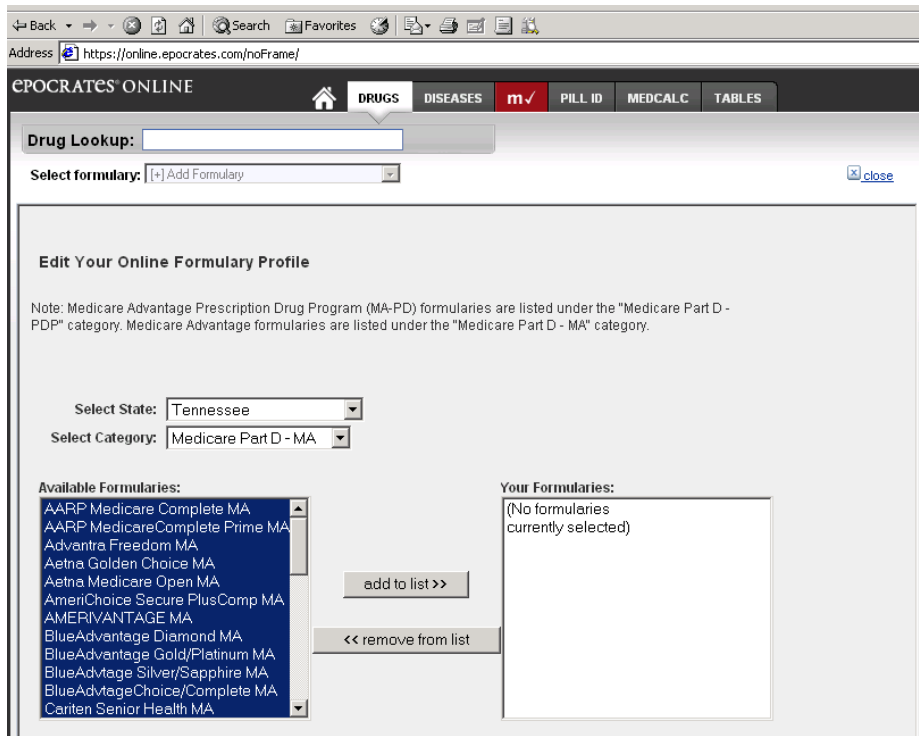 Back Search Favorites
Address https://online.epocrates.com/noFrame/
ePOCRATeS® ONLINE
DRUGS DISEASES m✓ PILL ID MEDCALC TABLES
Drug Lookup:
Select formulary: [+] Add Formulary
close
Edit Your Online Formulary Profile
Note: Medicare Advantage Prescription Drug Program (MA-PD) formularies are listed under the "Medicare Part D -
PDP" category. Medicare Advantage formularies are listed under the "Medicare Part D - MA" category.
Select State: Tennessee
Select Category: Medicare Part D - MA
Available Formularies:
AARP Medicare Complete MA
AARP MedicareComplete Prime MA
Advantra Freedom MA
Aetna Golden Choice MA
Aetna Medicare Open MA
AmeriChoice Secure PlusComp MA
AMERIVANTAGE MA
BlueAdvantage Diamond MA
BlueAdvantage Gold/Platinum MA
BlueAdvtage Silver/Sapphire MA
BlueAdvtageChoice/Complete MA
Cariten Senior Health MA
add to list >>
<< remove from list
Your Formularies:
(No formularies
currently selected)